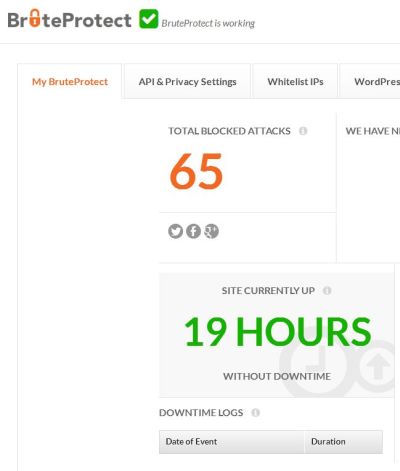 BruteProtect BruteProtect is working
My BruteProtect API & Privacy Settings Whitelist IPs WordPres
TOTAL BLOCKED ATTACKS WE HAVE N
65
SITE CURRENTLY UP
19 HOURS
WITHOUT DOWNTIME
DOWNTIME LOGS
Date of Event Duration